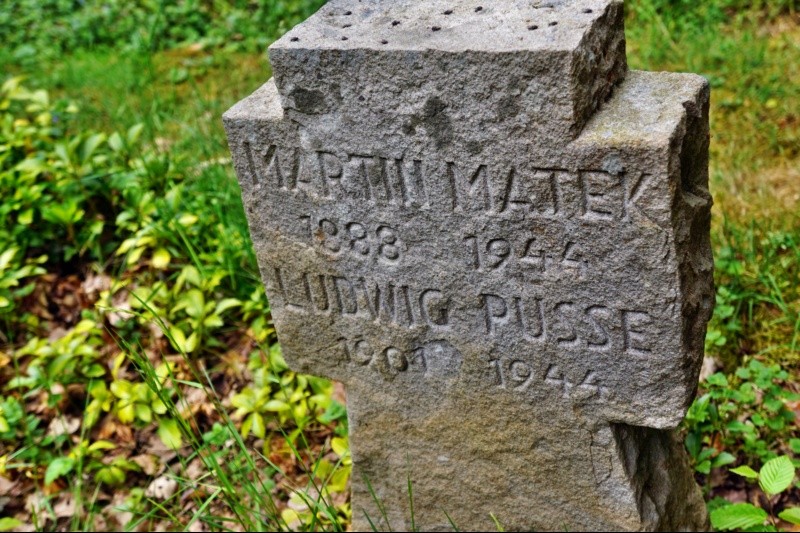 MARTIN MATEK
1888 1944
LUDWIG PUSSE
1901 1944